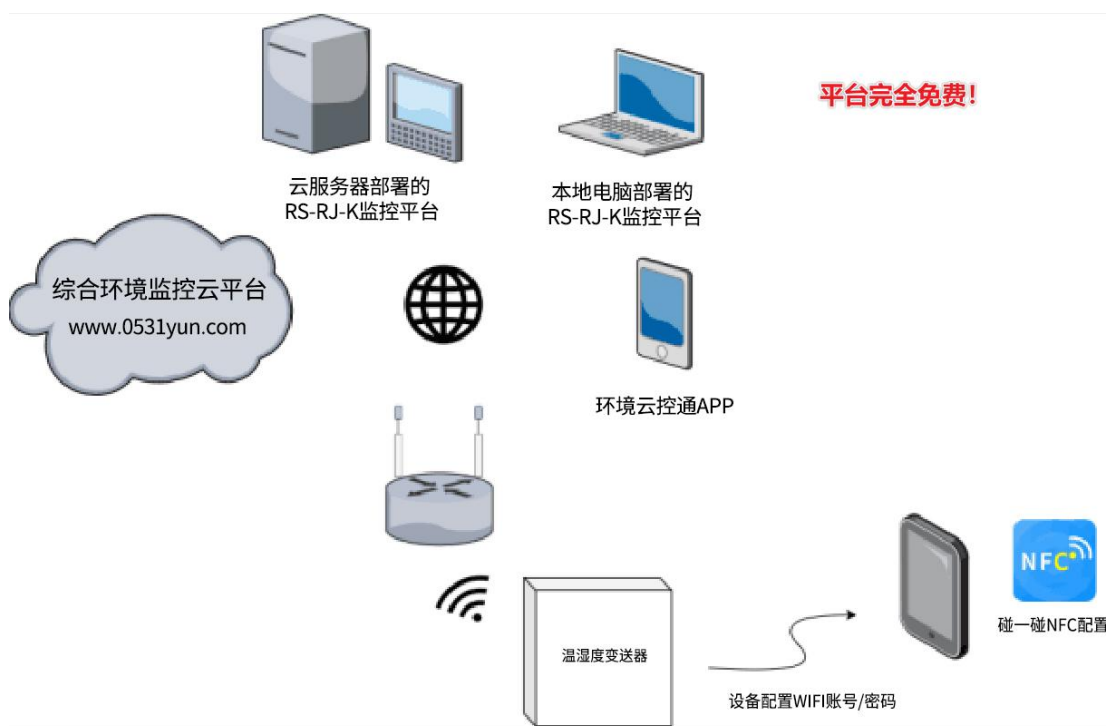 平台完全免费!
云服务器部署的
RS-RJ-K监控平台
本地电脑部署的
RS-RJ-K监控平台
综合环境监控云平台
www.0531yun.com
环境云控通APP
NFC
碰一碰NFC配置
温湿度变送器
设备配置WIFI账号/密码